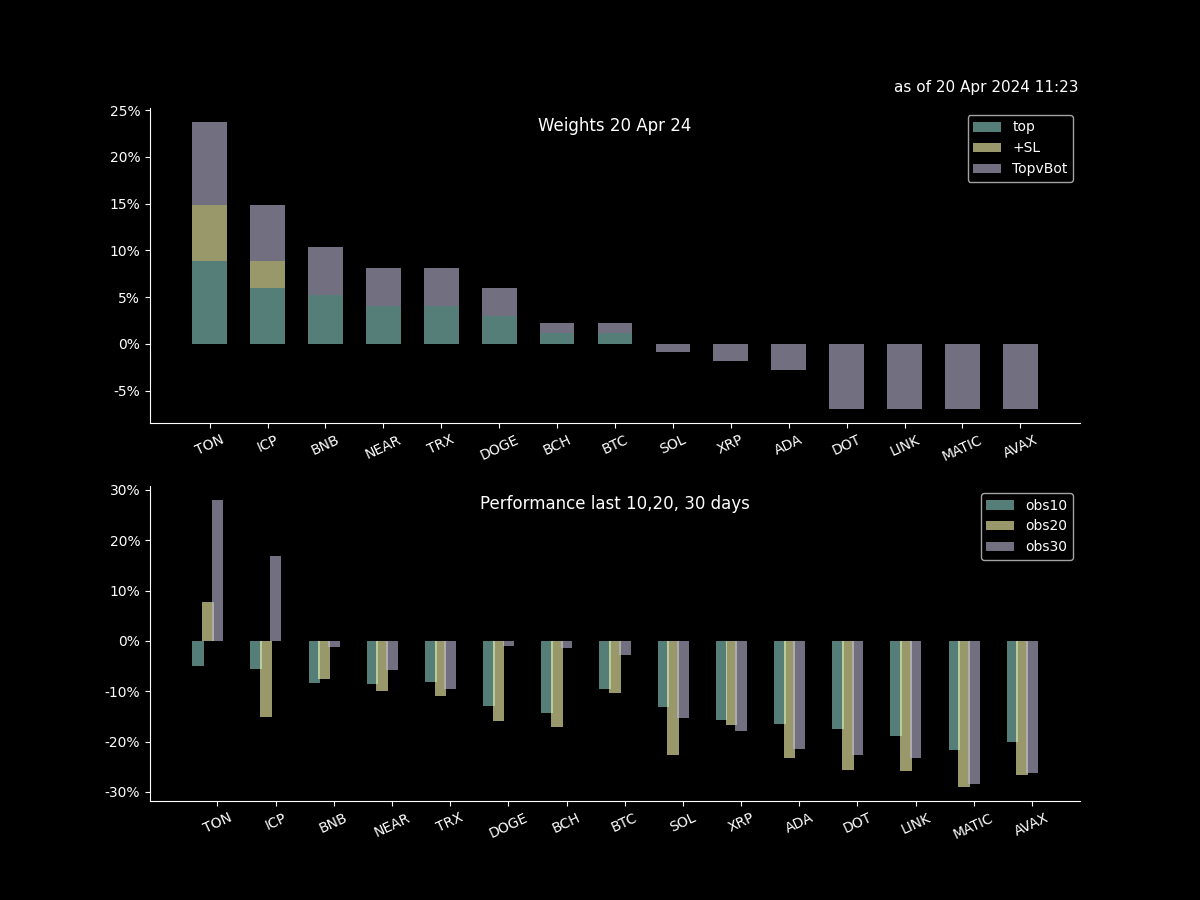 as of 20 Apr 2024 11:23
Weights 20 Apr 24
25%
20%
15%
10%
5%
0%
-5%
top
+SL
TopvBot
TON ICP BNB NEAR TRX DOGE BCH BTC SOL XRP ADA DOT LINK MATIC AVAX
Performance last 10,20, 30 days
30%
20%
10%
0%
-10%
-20%
-30%
obs10
obs20
obs30
TON ICP BNB NEAR TRX DOGE BCH BTC SOL XRP ADA DOT LINK MATIC AVAX